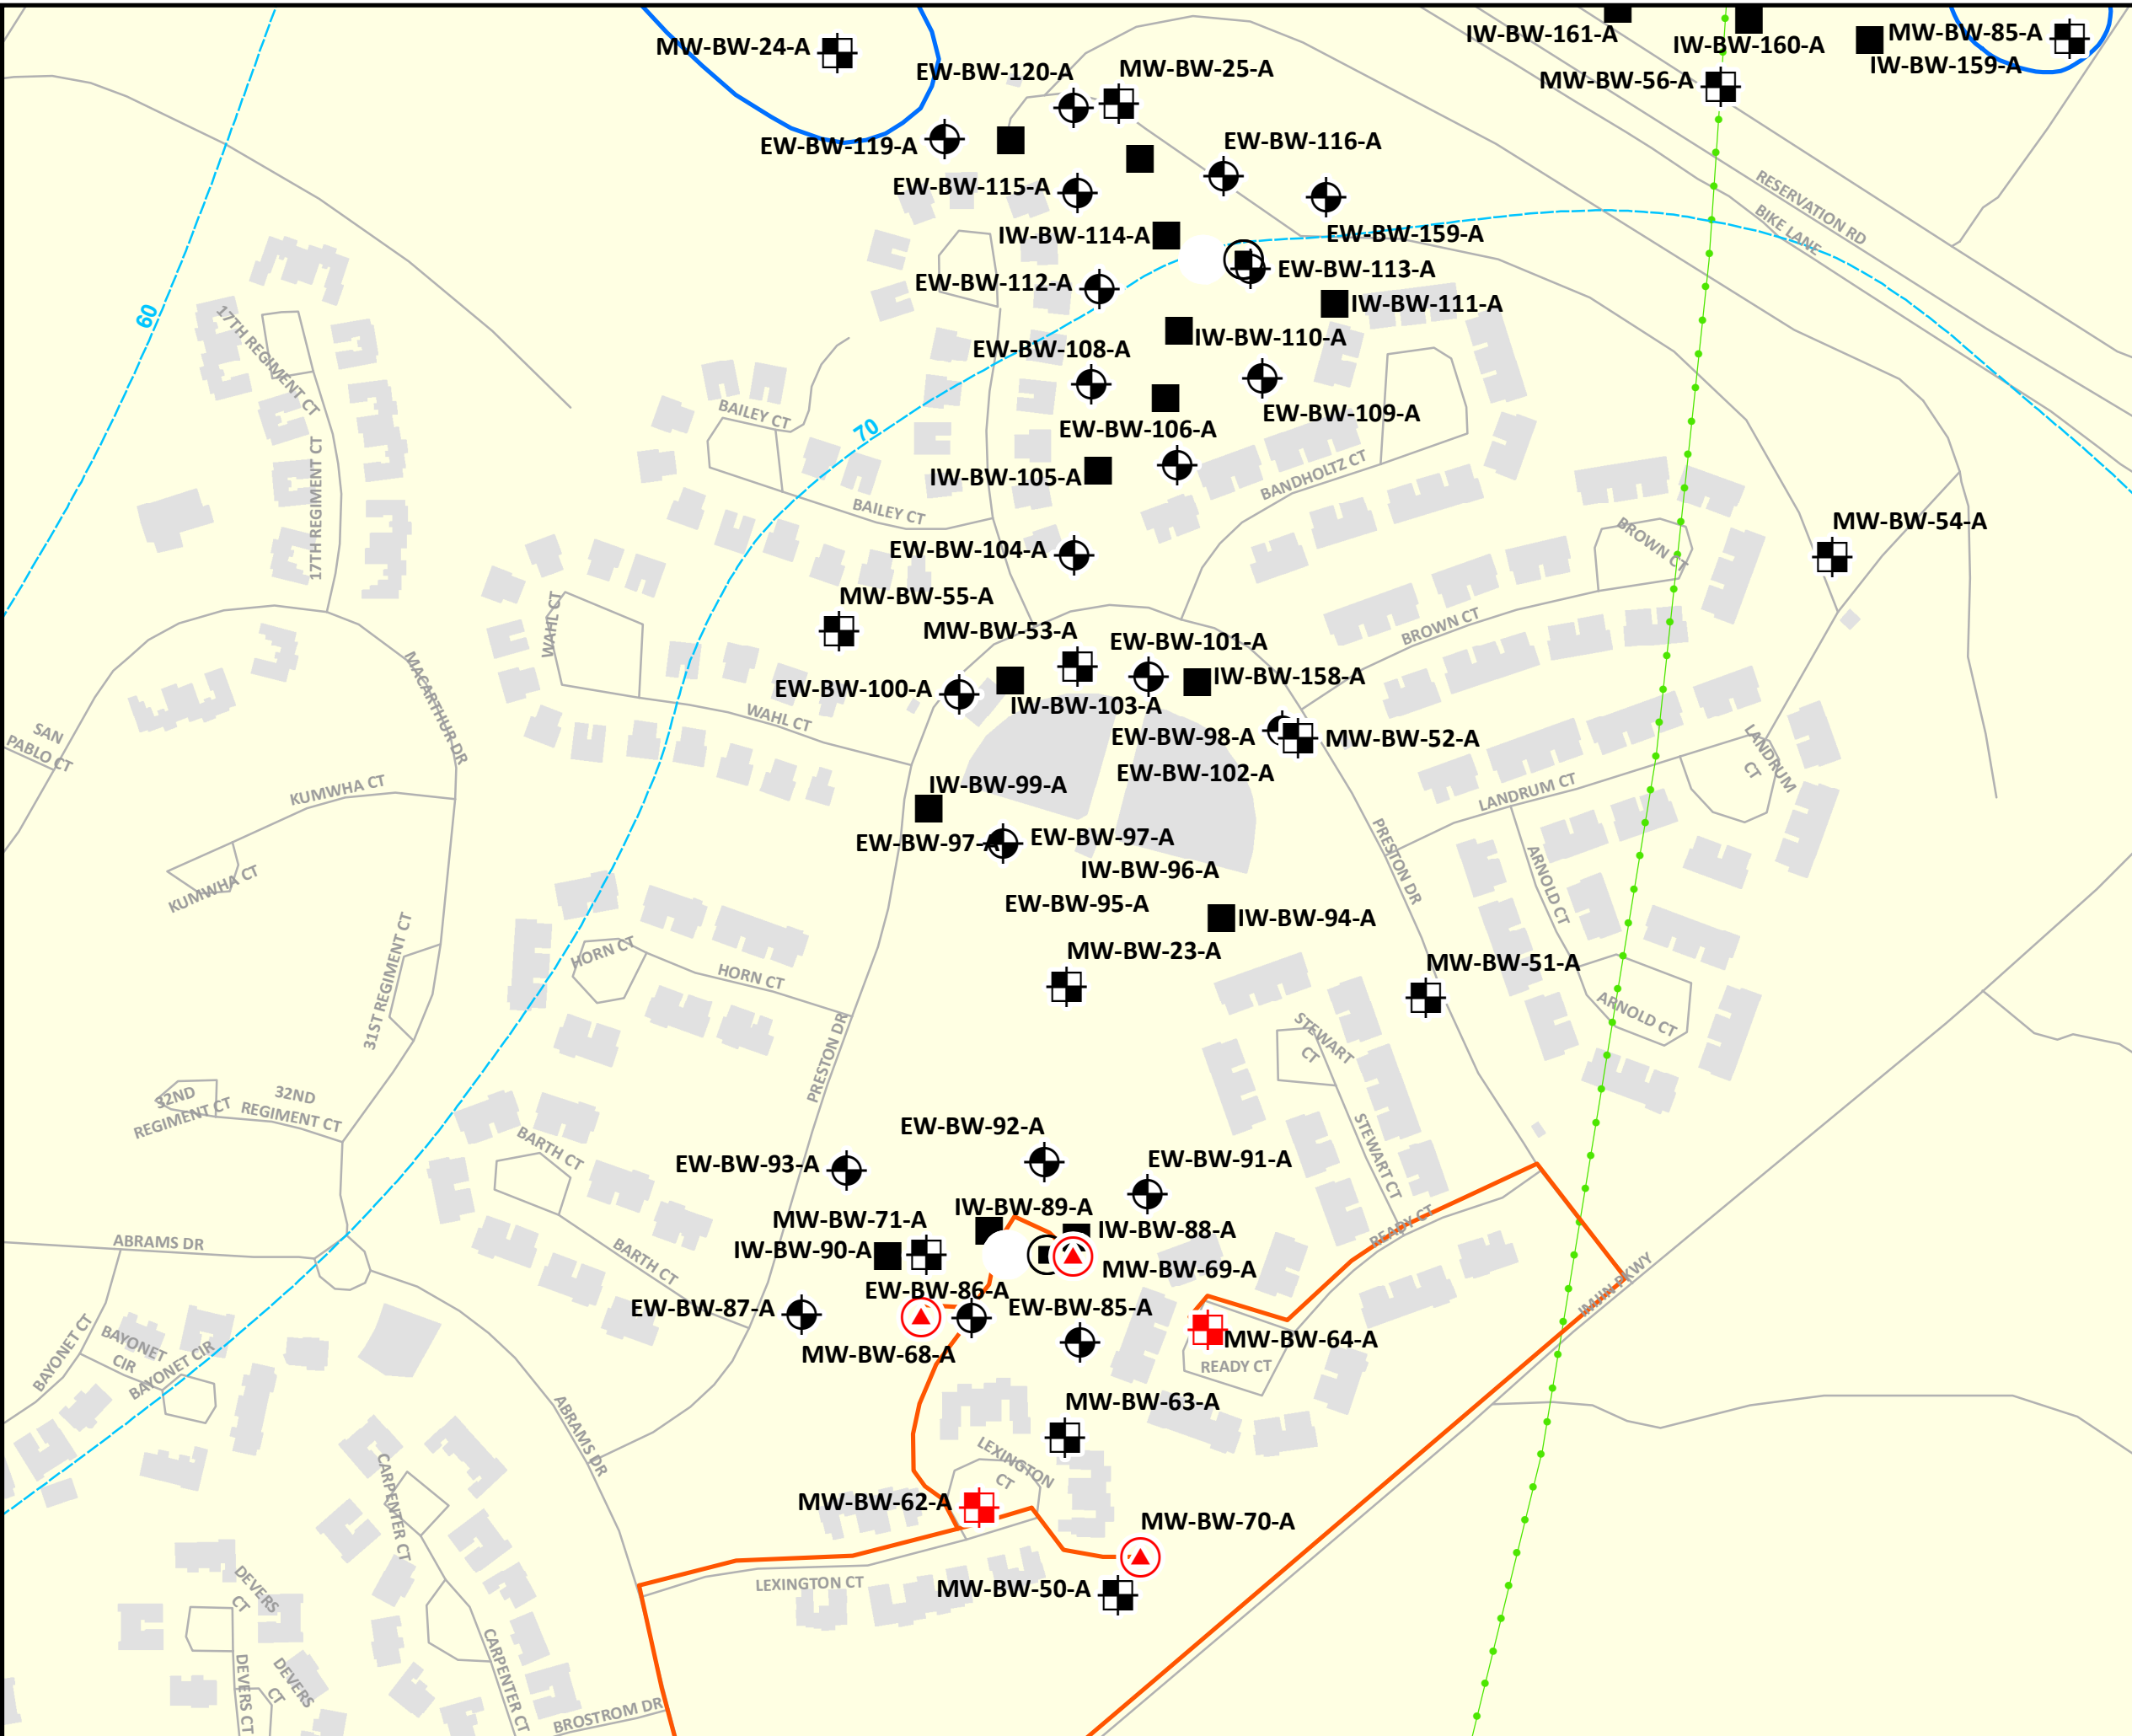 IW-BW-161-A
MW-BW-24-A
IW-BW-160-A
MW-BW-85-A
IW-BW-159-A
EW-BW-120-A
MW-BW-25-A
MW-BW-56-A
EW-BW-119-A
EW-BW-116-A
EW-BW-115-A
RESERVATION RD
BIKE LANE
IW-BW-114-A
EW-BW-159-A
EW-BW-113-A
EW-BW-112-A
IW-BW-111-A
60
17TH REGIMENT CT
IW-BW-110-A
EW-BW-108-A
BAILEY CT
70
EW-BW-109-A
EW-BW-106-A
17TH REGIMENT CT
IW-BW-105-A
BANDHOLTZ CT
BAILEY CT
MW-BW-54-A
BROWN CT
EW-BW-104-A
MW-BW-55-A
WAHL CT
MW-BW-53-A
EW-BW-101-A
BROWN CT
IW-BW-158-A
EW-BW-100-A
MACARTHUR DR
IW-BW-103-A
WAHL CT
SAN
PABLO CT
EW-BW-98-A
MW-BW-52-A
EW-BW-102-A
LANDRUM
CT
LANDRUM CT
KUMWHA CT
IW-BW-99-A
EW-BW-97-A
EW-BW-97-A
PRESTON DR
IW-BW-96-A
KUMWHA CT
ARNOLD CT
EW-BW-95-A
IW-BW-94-A
HORN CT
MW-BW-23-A
MW-BW-51-A
HORN CT
31ST REGIMENT CT
ARNOLD CT
STEWART
CT
PRESTON DR
32ND
REGIMENT CT
32ND
REGIMENT CT
EW-BW-92-A
BARTH CT
STEWART CT
EW-BW-93-A
EW-BW-91-A
IW-BW-89-A
MW-BW-71-A
IW-BW-88-A
READY CT
ABRAMS DR
IW-BW-90-A
BARTH CT
MW-BW-69-A
IMJIN PKWY
EW-BW-86-A
EW-BW-87-A
EW-BW-85-A
MW-BW-64-A
BAYONET CT
BAYONET
CIR
BAYONET CIR
MW-BW-68-A
READY CT
MW-BW-63-A
ABRAMS DR
LEXINGTON
CT
MW-BW-62-A
CARPENTER CT
MW-BW-70-A
DEVERS
CT
LEXINGTON CT
MW-BW-50-A
CARPENTER CT
DEVERS CT
DEVERS
CT
BROSTROM DR